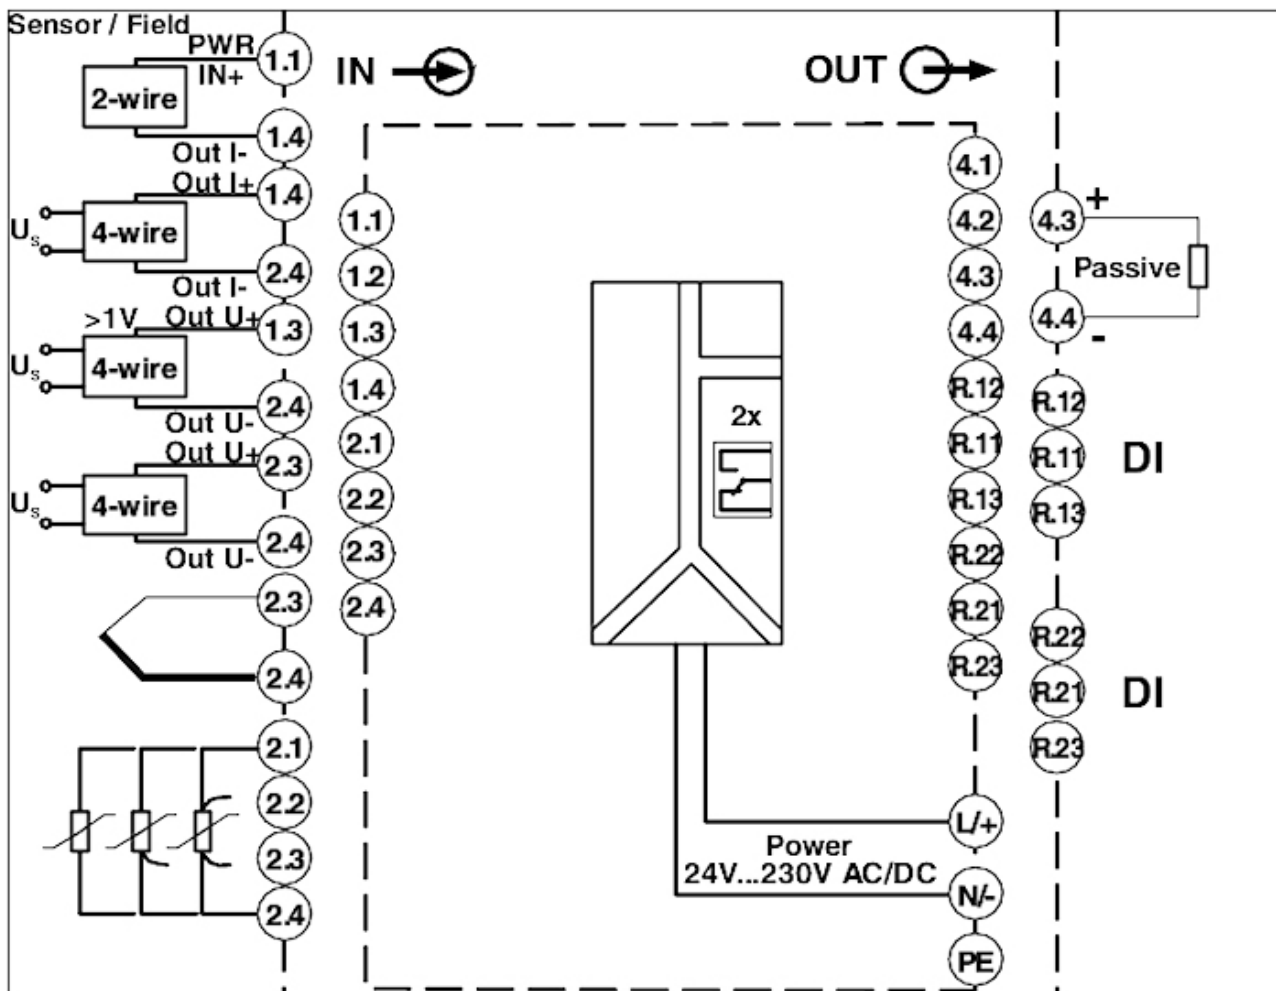 Sensor / Field
PWR
1.1
IN+
2-wire
1.4
Out I-
Out I+
1.4
Us
4-wire
2.4
Out I-
>1V
Out U+
1.3
Us
4-wire
2.4
Out U-
Out U+
2.3
Us
4-wire
2.4
Out U-
2.3
2.4
2.1
2.2
2.3
2.4
IN
OUT
1.1
1.2
1.3
1.4
2.1
2.2
2.3
2.4
2x
4.1
4.2
4.3
4.4
R.12
R.11
R.13
R.22
R.21
R.23
L/+
Power
24V...230V AC/DC
N/-
PE
4.3
+
Passive
4.4
-
R.12
R.11
DI
R.13
R.22
R.21
DI
R.23